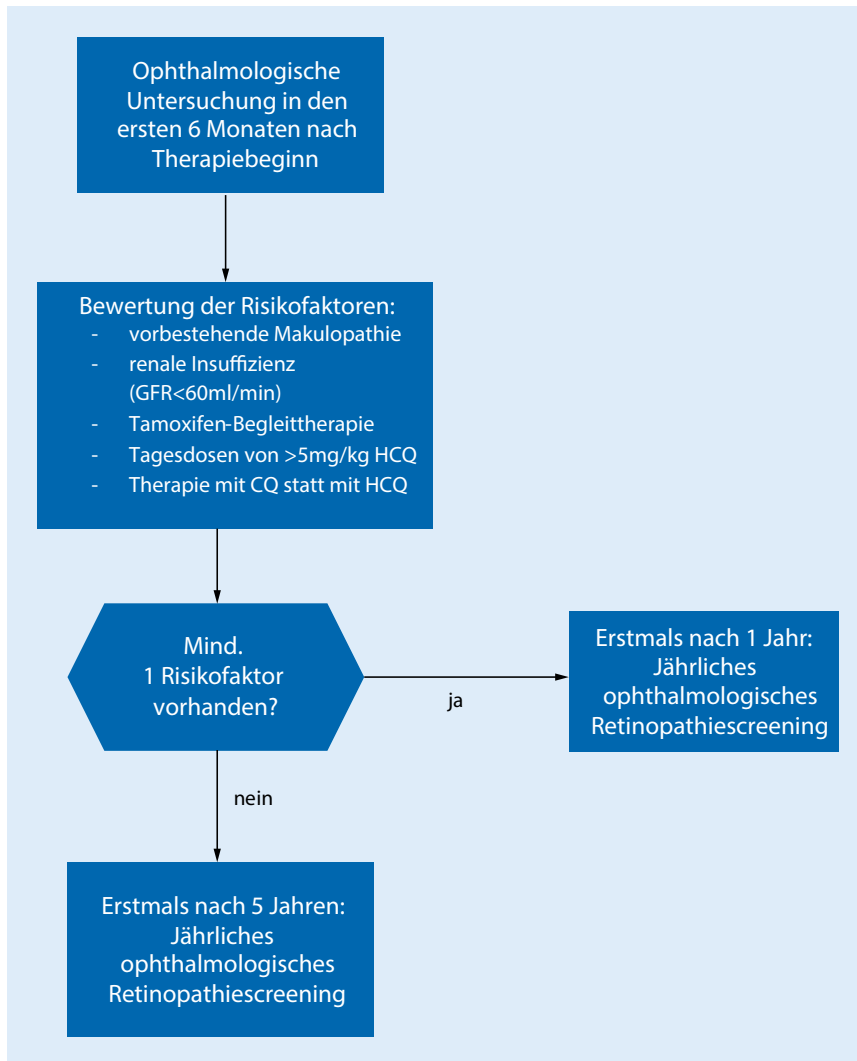 Ophthalmologische
Untersuchung in den
ersten 6 Monaten nach
Therapiebeginn
Bewertung der Risikofaktoren:
- vorbestehende Makulopathie
- renale Insuffizienz
(GFR<60ml/min)
- Tamoxifen-Begleittherapie
- Tagesdosen von >5mg/kg HCQ
- Therapie mit CQ statt mit HCQ
Mind.
1 Risikofaktor
vorhanden?
ja
Erstmals nach 1 Jahr:
Jährliches
ophthalmologisches
Retinopathiescreening
nein
Erstmals nach 5 Jahren:
Jährliches
ophthalmologisches
Retinopathiescreening